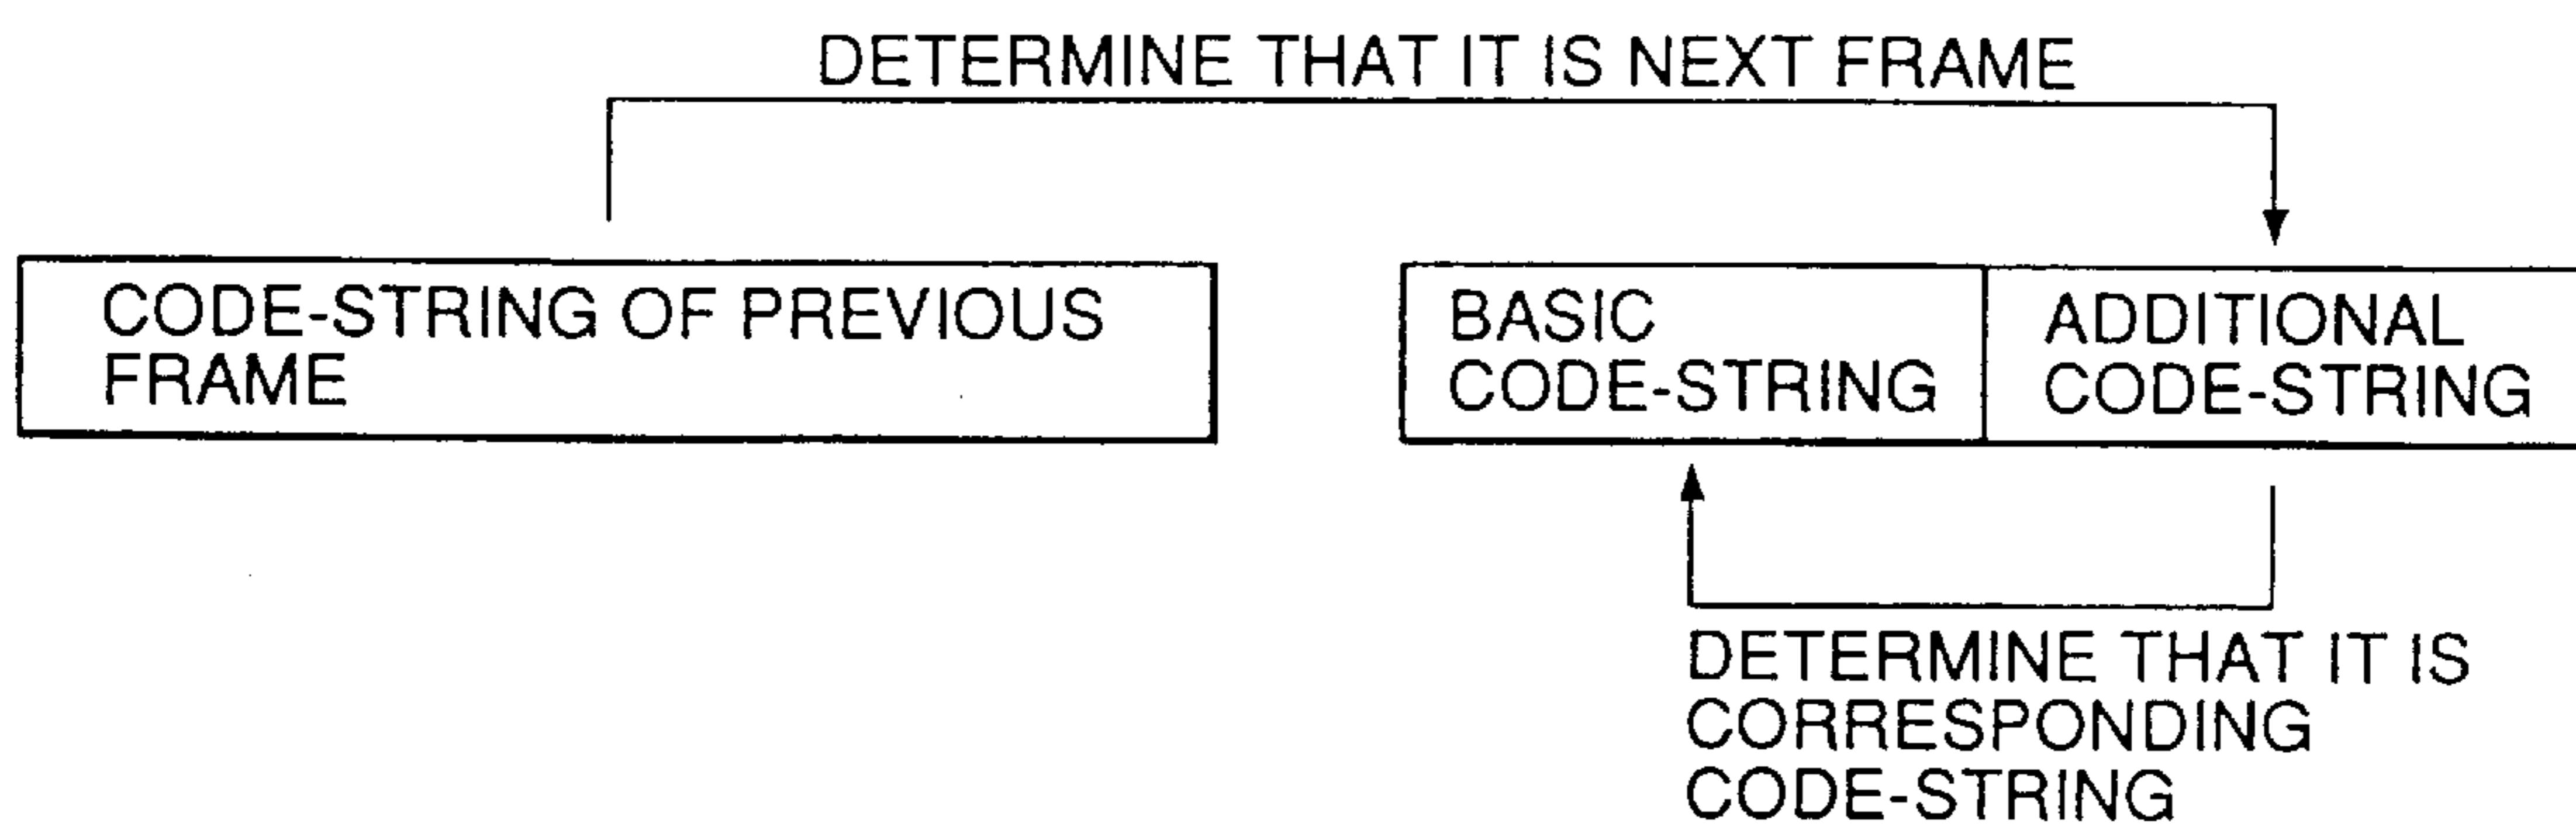 DETERMINE THAT IT IS NEXT FRAME
CODE-STRING OF PREVIOUS
FRAME
BASIC
CODE-STRING
ADDITIONAL
CODE-STRING
DETERMINE THAT IT IS
CORRESPONDING
CODE-STRING